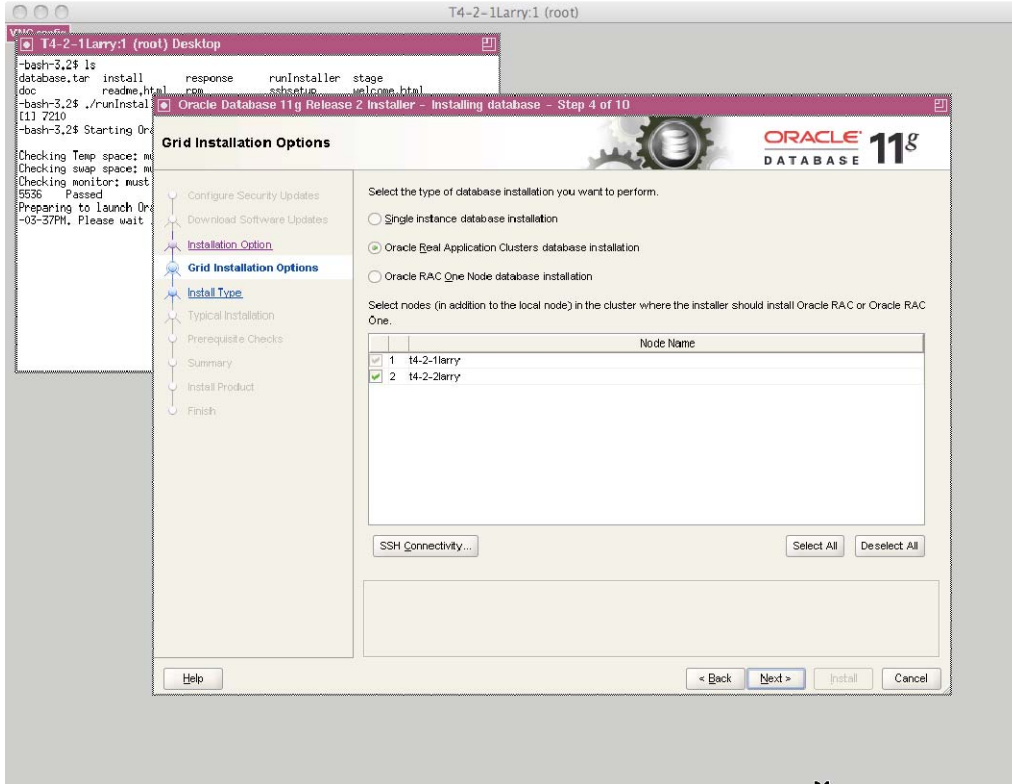 T4-2-1Larry:1 (root)
VNC config
T4-2-1Larry:1 (root) Desktop
-bash-3.2$ ls
database.tar install response runInstaller stage
doc readme.html rpm sshsetup welcome.html
-bash-3.2$ ./runInstall
[1] 7210
-bash-3.2$ Starting Ora
Checking Temp space: mu
Checking swap space: mu
Checking monitor: must
5536 Passed
Preparing to launch Ora
-03-37PM. Please wait .
Oracle Database 11g Release 2 Installer - Installing database - Step 4 of 10
Grid Installation Options
ORACLE
DATABASE 11g
Configure Security Updates
Download Software Updates
Installation Option
Grid Installation Options
Install Type
Typical Installation
Prerequisite Checks
Summary
Install Product
Finish
Select the type of database installation you want to perform.
Single instance database installation
Oracle Real Application Clusters database installation
Oracle RAC One Node database installation
Select nodes (in addition to the local node) in the cluster where the installer should install Oracle RAC or Oracle RAC
One.
Node Name
1 t4-2-1larry
2 t4-2-2larry
SSH Connectivity...
Select All
Deselect All
Help
< Back
Next >
Install
Cancel